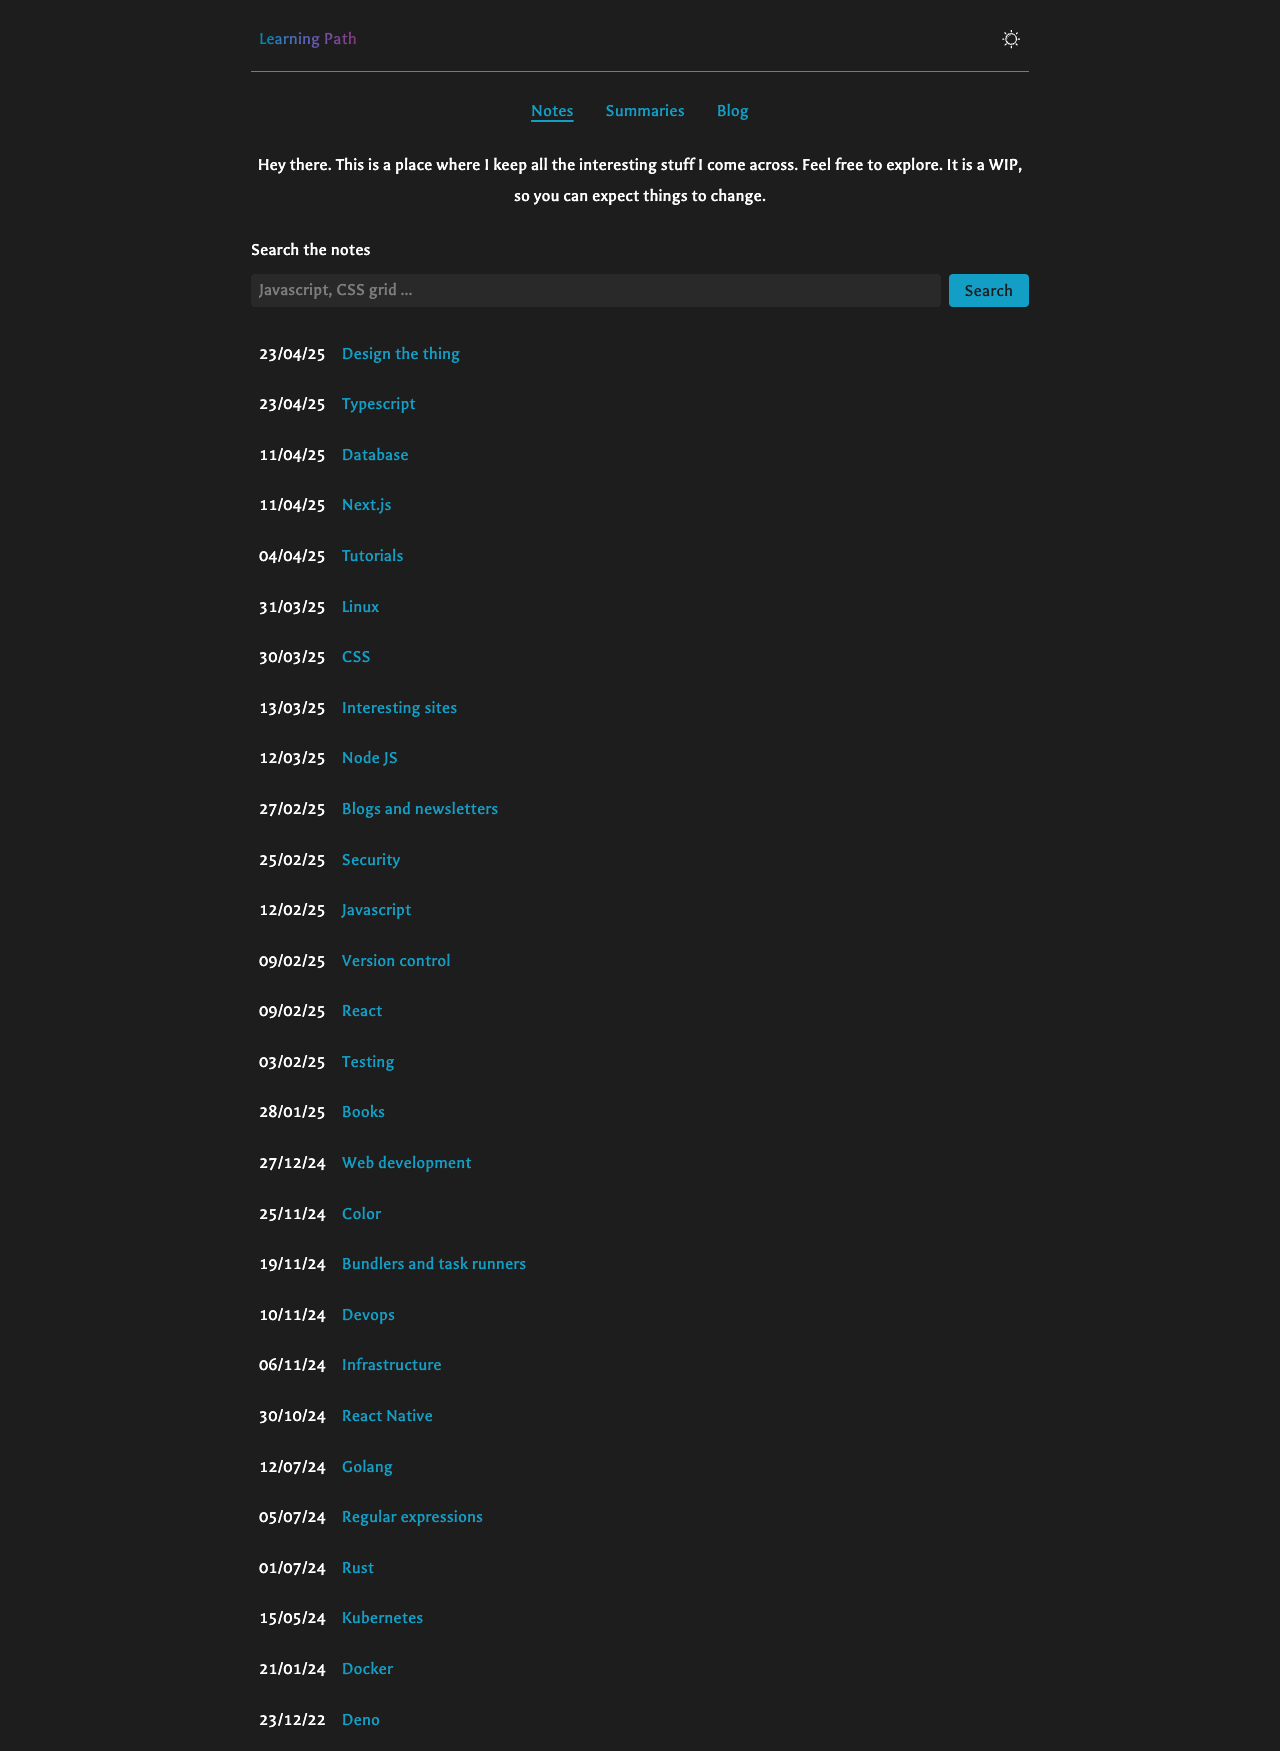 Learning Path
Notes Summaries Blog
Hey there. This is a place where I keep all the interesting stuff I come across. Feel free to explore. It is a WIP,
so you can expect things to change.
Search the notes
Javascript, CSS grid ... Search
23/04/25 Design the thing
23/04/25 Typescript
11/04/25 Database
11/04/25 Next.js
04/04/25 Tutorials
31/03/25 Linux
30/03/25 CSS
13/03/25 Interesting sites
12/03/25 Node JS
27/02/25 Blogs and newsletters
25/02/25 Security
12/02/25 Javascript
09/02/25 Version control
09/02/25 React
03/02/25 Testing
28/01/25 Books
27/12/24 Web development
25/11/24 Color
19/11/24 Bundlers and task runners
10/11/24 Devops
06/11/24 Infrastructure
30/10/24 React Native
12/07/24 Golang
05/07/24 Regular expressions
01/07/24 Rust
15/05/24 Kubernetes
21/01/24 Docker
23/12/22 Deno